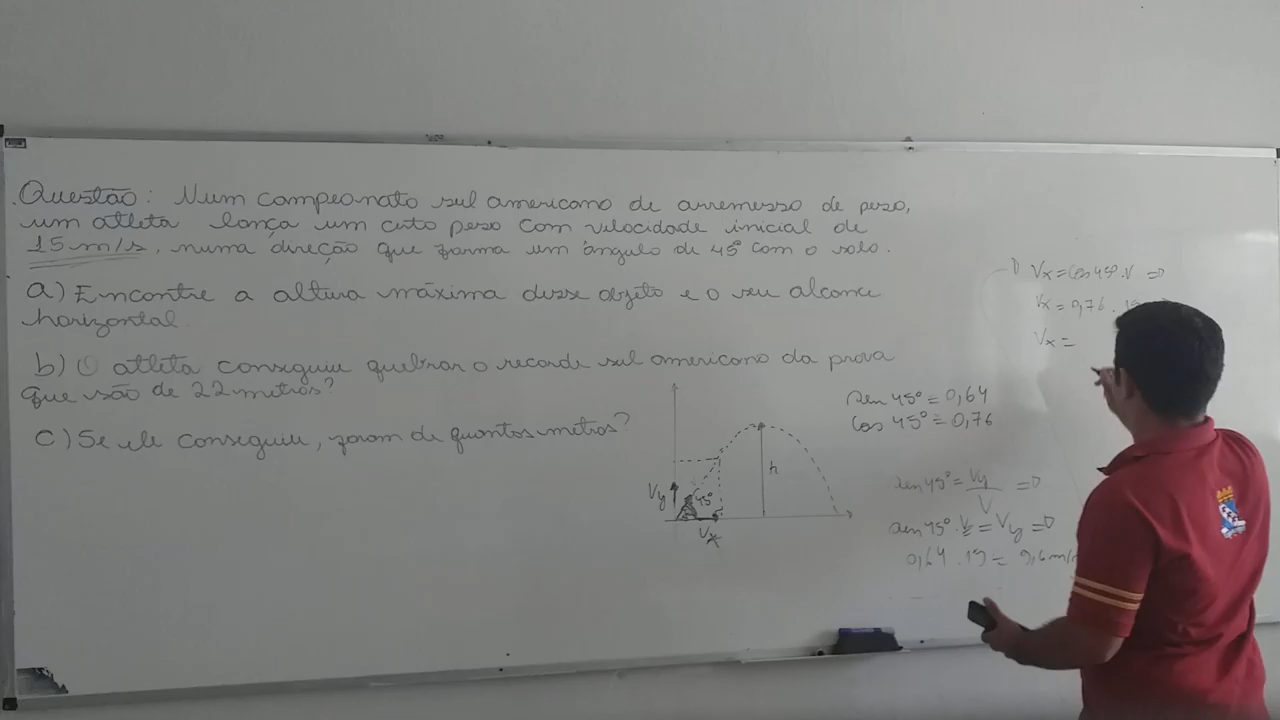 Questão: Num campeonato sul americano de arremesso de peso,
um atleta lança um certo peso com velocidade inicial de
15 m/s, numa direção que forma um ângulo de 45° com o solo.
a) Encontre a altura máxima desse objeto e o seu alcance
horizontal.
b) O atleta conseguiu quebrar o recorde sul americano da prova
que são de 22 metros?
c) Se ele conseguiu, foram de quantos metros?
Vy
45°
h
Vx
sen 45° = 0,64
cos 45° = 0,76
sen 45° = Vy/V =>
sen 45° . V = Vy =>
0,64 . 15 = 9,6 m/
Vx = cos 45° . V =>
Vx = 0,76 .
Vx =